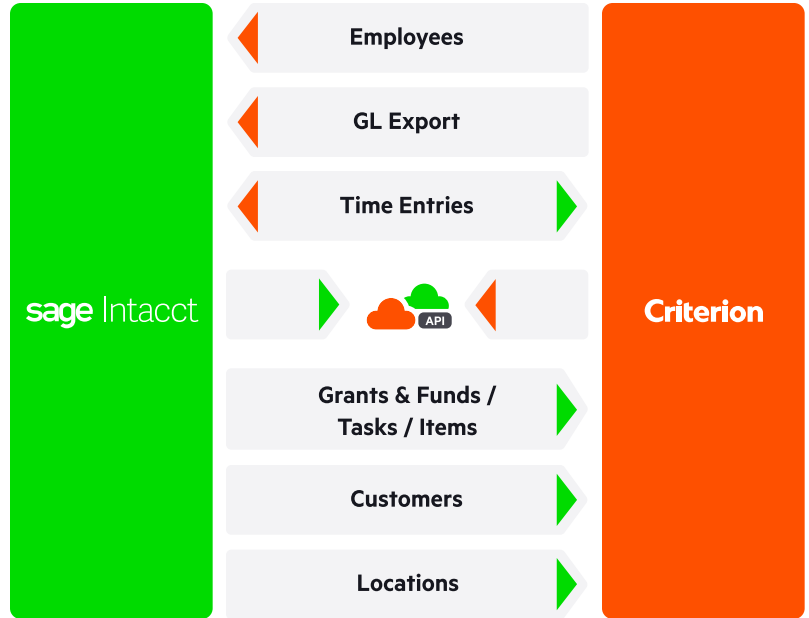 Employees
GL Export
Time Entries
sage Intacct
API
Criterion
Grants & Funds /
Tasks / Items
Customers
Locations